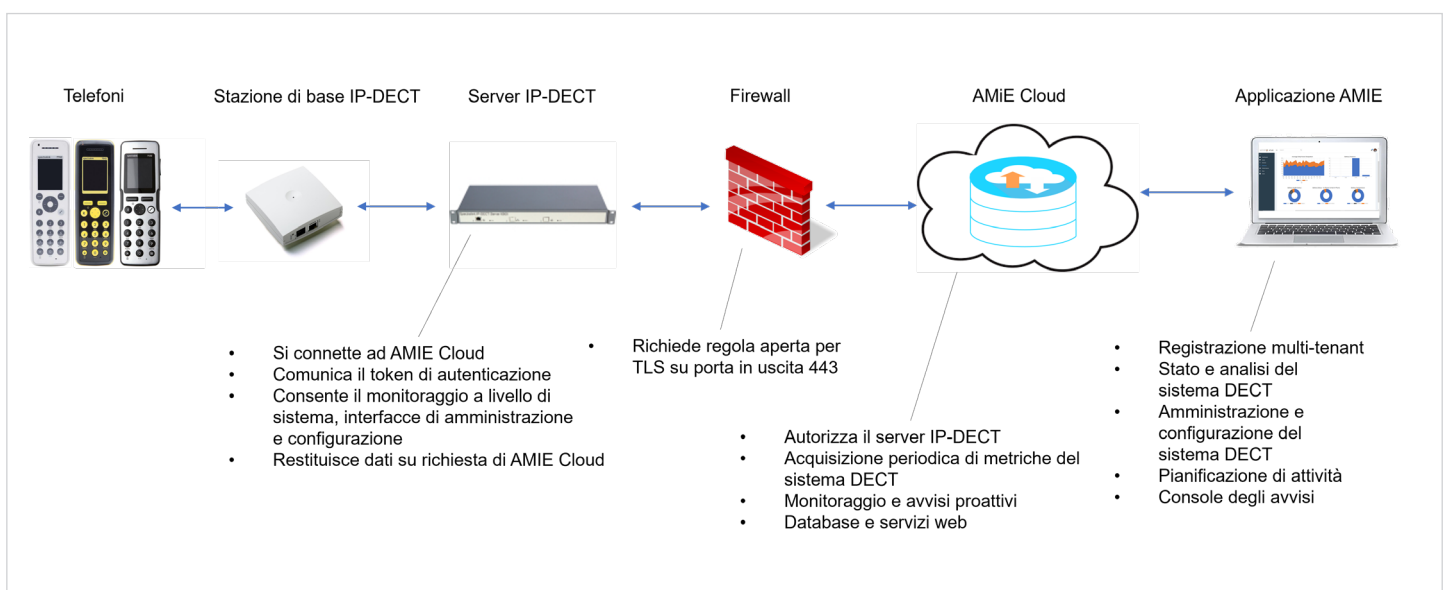 Telefoni
Stazione di base IP-DECT
Server IP-DECT
Firewall
AMiE Cloud
Applicazione AMIE
• Si connette ad AMIE Cloud
• Comunica il token di autenticazione
• Consente il monitoraggio a livello di
sistema, interfacce di amministrazione
e configurazione
• Restituisce dati su richiesta di AMIE Cloud
• Richiede regola aperta per
TLS su porta in uscita 443
• Autorizza il server IP-DECT
• Acquisizione periodica di metriche del
sistema DECT
• Monitoraggio e avvisi proattivi
• Database e servizi web
• Registrazione multi-tenant
• Stato e analisi del
sistema DECT
• Amministrazione e
configurazione del
sistema DECT
• Pianificazione di attività
• Console degli avvisi